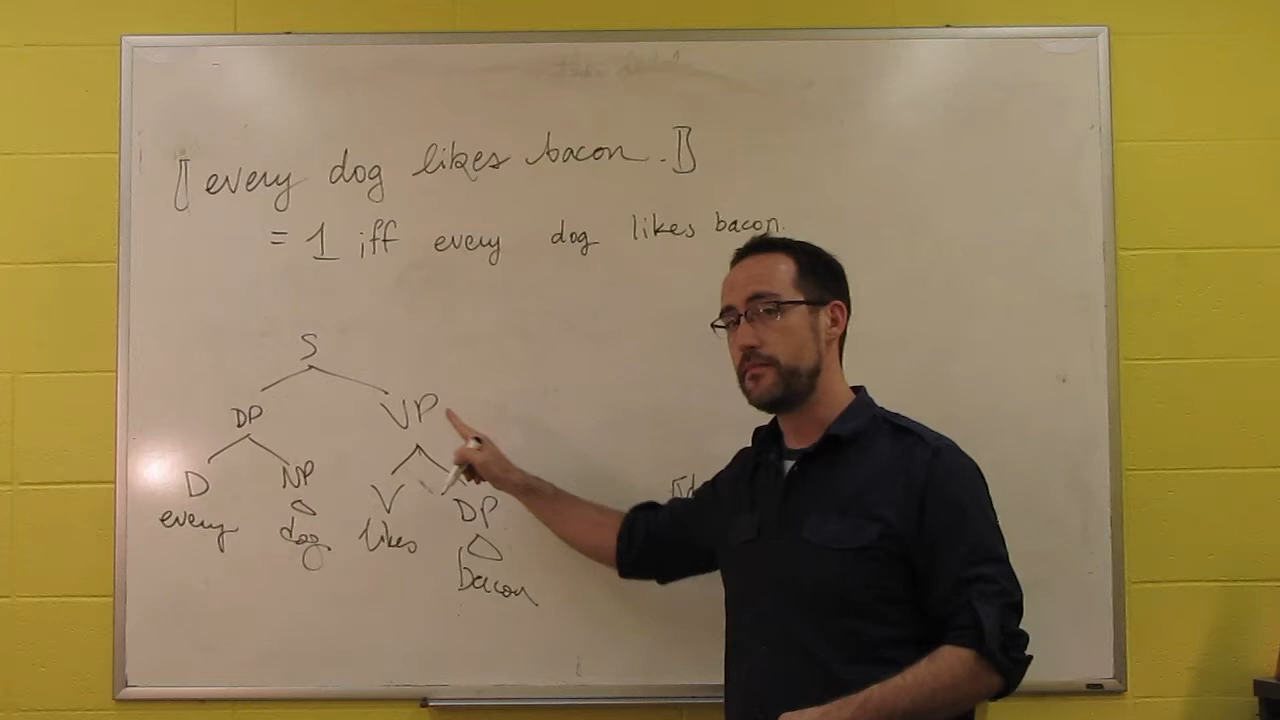 ⟦every dog likes bacon.⟧
= 1 iff every dog likes bacon.
S
DP VP
D NP V DP
every dog likes bacon